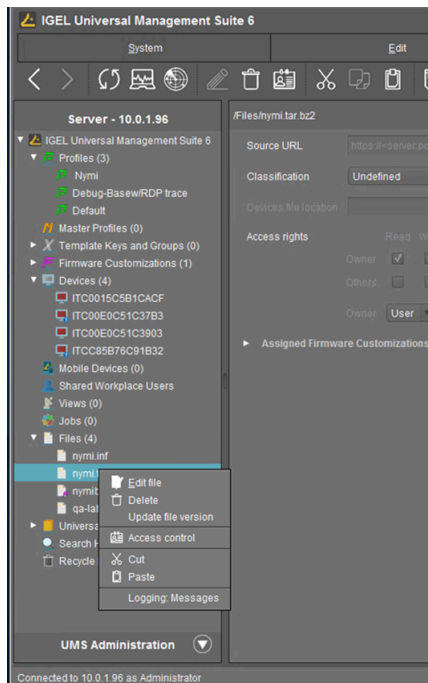 IGEL Universal Management Suite 6
System
Edit
Server - 10.0.1.96
IGEL Universal Management Suite 6
Profiles (3)
Nymi
Debug-Basew/RDP trace
Default
Master Profiles (0)
Template Keys and Groups (0)
Firmware Customizations (1)
Devices (4)
ITC0015C5B1CACF
ITC00E0C51C37B3
ITC00E0C51C3903
ITCC85B76C91B32
Mobile Devices (0)
Shared Workplace Users
Views (0)
Jobs (0)
Files (4)
nymi.inf
nymi.
nymib
qa-lal
Universa
Search H
Recycle
Edit file
Delete
Update file version
Access control
Cut
Paste
Logging: Messages
UMS Administration
Connected to 10.0.1.96 as Administrator
/Files/nymi.tar.bz2
Source URL
https://<server:po
Classification
Undefined
Devices file location
Access rights
Read
Owner
Others
Owner
User
Assigned Firmware Customizations